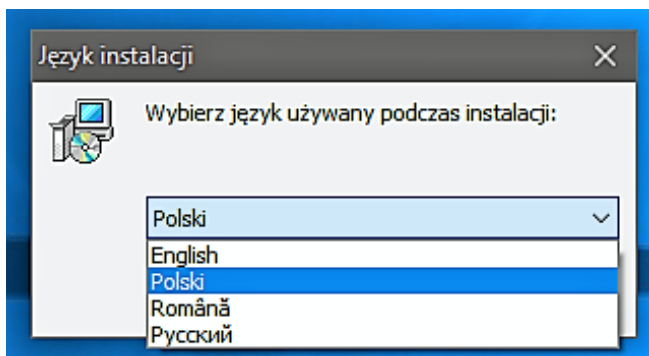 Język instalacji
Wybierz język używany podczas instalacji:
Polski
English
Polski
Română
Русский